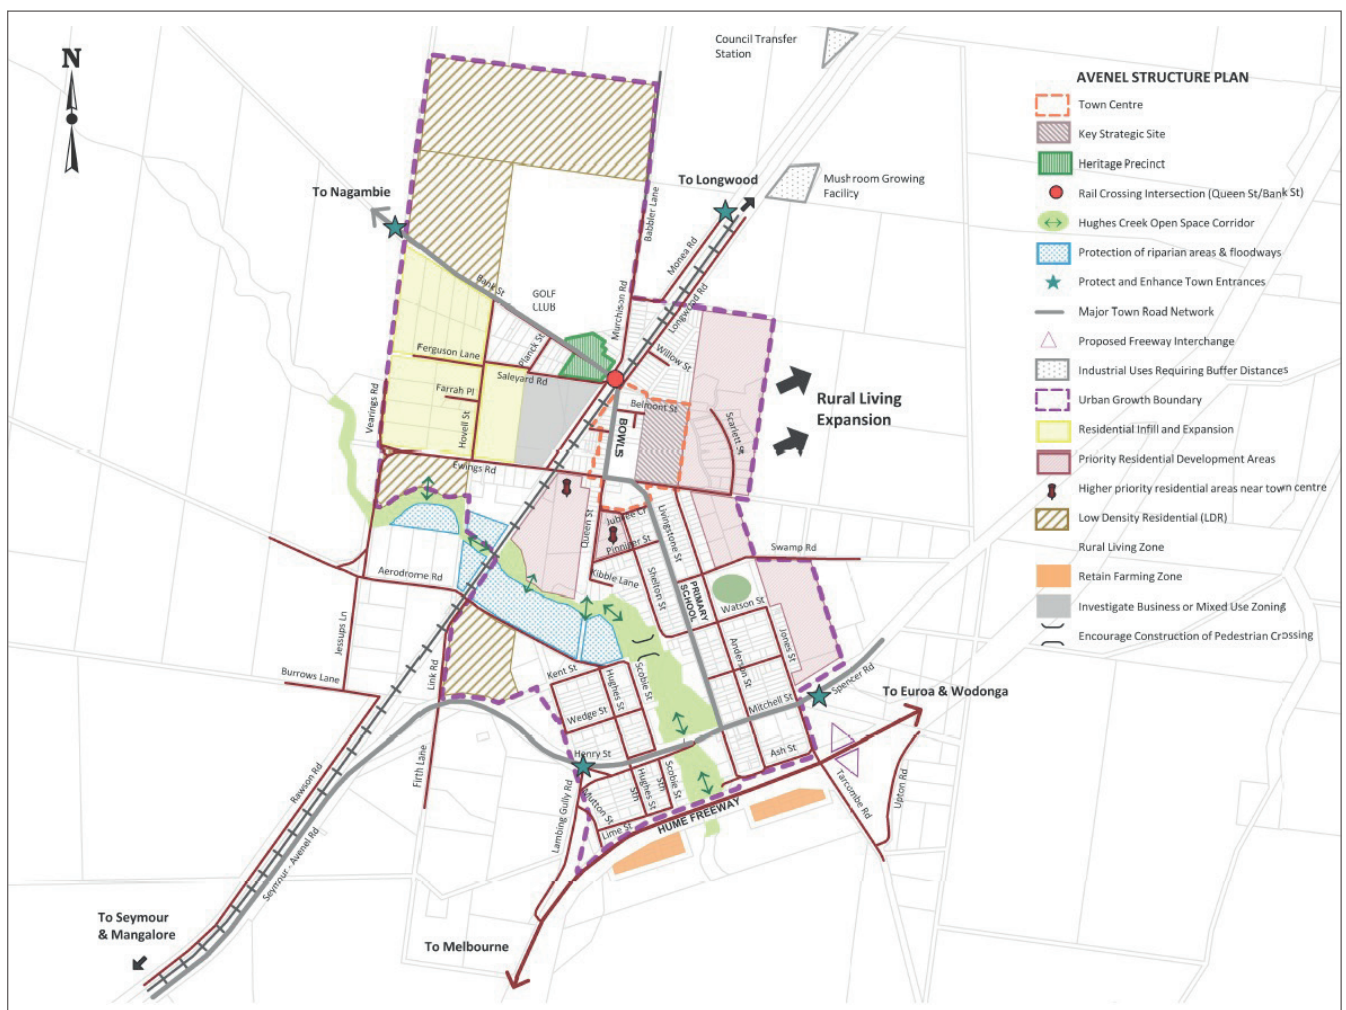 Council Transfer
Station
N
AVENEL STRUCTURE PLAN
Town Centre
Key Strategic Site
Heritage Precinct
Rail Crossing Intersection (Queen St/Bank St)
Hughes Creek Open Space Corridor
Protection of riparian areas & floodways
Protect and Enhance Town Entrances
Major Town Road Network
Proposed Freeway Interchange
Industrial Uses Requiring Buffer Distances
Urban Growth Boundary
Residential Infill and Expansion
Priority Residential Development Areas
Higher priority residential areas near town centre
Low Density Residential (LDR)
Rural Living Zone
Retain Farming Zone
Investigate Business or Mixed Use Zoning
Encourage Construction of Pedestrian Crossing
To Nagambie
To Longwood
Mushroom Growing
Facility
Babbler Lane
Monea Rd
Bank St
GOLF
CLUB
Murchison Rd
Longwood Rd
Planck St
Willow St
Ferguson Lane
Saleyard Rd
Farrah Pl
Vearings Rd
Hovell St
Belmont St
BOWLS
Scarlett St
Rural Living
Expansion
Ewings Rd
Queen St
Jubilee Cr
Pinniger St
Livingstone St
Kibble Lane
Shelton St
PRIMARY
SCHOOL
Swamp Rd
Watson St
Aerodrome Rd
Jessups Ln
Burrows Lane
Link Rd
Kent St
Hughes St
Scobie St
Wedge St
Anderson St
Jones St
Mitchell St
Spencer Rd
To Euroa & Wodonga
Henry St
Ash St
Firth Lane
Rawson Rd
Seymour - Avenel Rd
Lambing Gully Rd
Mutton St
Hughes St
Sth
Scobie St
Sth
Lime St
HUME FREEWAY
Tarcombe Rd
Upton Rd
To Seymour
& Mangalore
To Melbourne